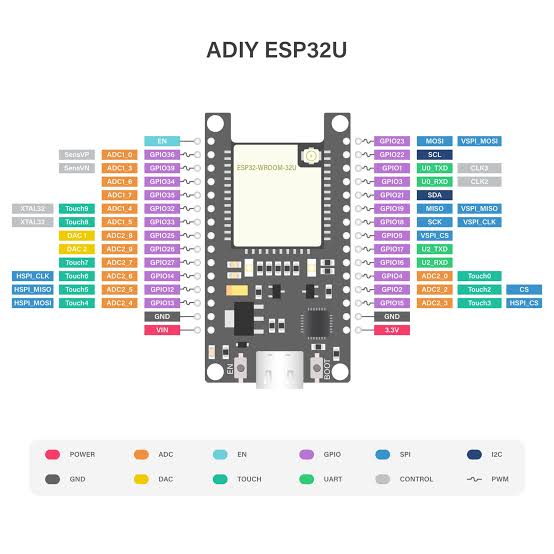 ADIY ESP32U
EN GPIO23 MOSI VSPI_MOSI
SensVP ADC1_0 GPIO36 GPIO22 SCL
SensVN ADC1_3 GPIO39 GPIO1 U0_TXD CLK3
ADC1_6 GPIO34 GPIO3 U0_RXD CLK2
ADC1_7 GPIO35 GPIO21 SDA
XTAL32 Touch9 ADC1_4 GPIO32 GPIO19 MISO VSPI_MISO
XTAL32 Touch8 ADC1_5 GPIO33 GPIO18 SCK VSPI_CLK
DAC 1 ADC2_8 GPIO25 GPIO5 VSPI_CS
DAC 2 ADC2_9 GPIO26 GPIO17 U2_TXD
Touch7 ADC2_7 GPIO27 GPIO16 U2_RXD
HSPI_CLK Touch6 ADC2_6 GPIO14 GPIO4 ADC2_0 Touch0
HSPI_MISO Touch5 ADC2_5 GPIO12 GPIO2 ADC2_2 Touch2 CS
HSPI_MOSI Touch4 ADC2_4 GPIO13 GPIO15 ADC2_3 Touch3 HSPI_CS
GND GND
VIN 3.3V
ESP32-WROOM-32U
EN BOOT
POWER ADC EN GPIO SPI I2C
GND DAC TOUCH UART CONTROL PWM